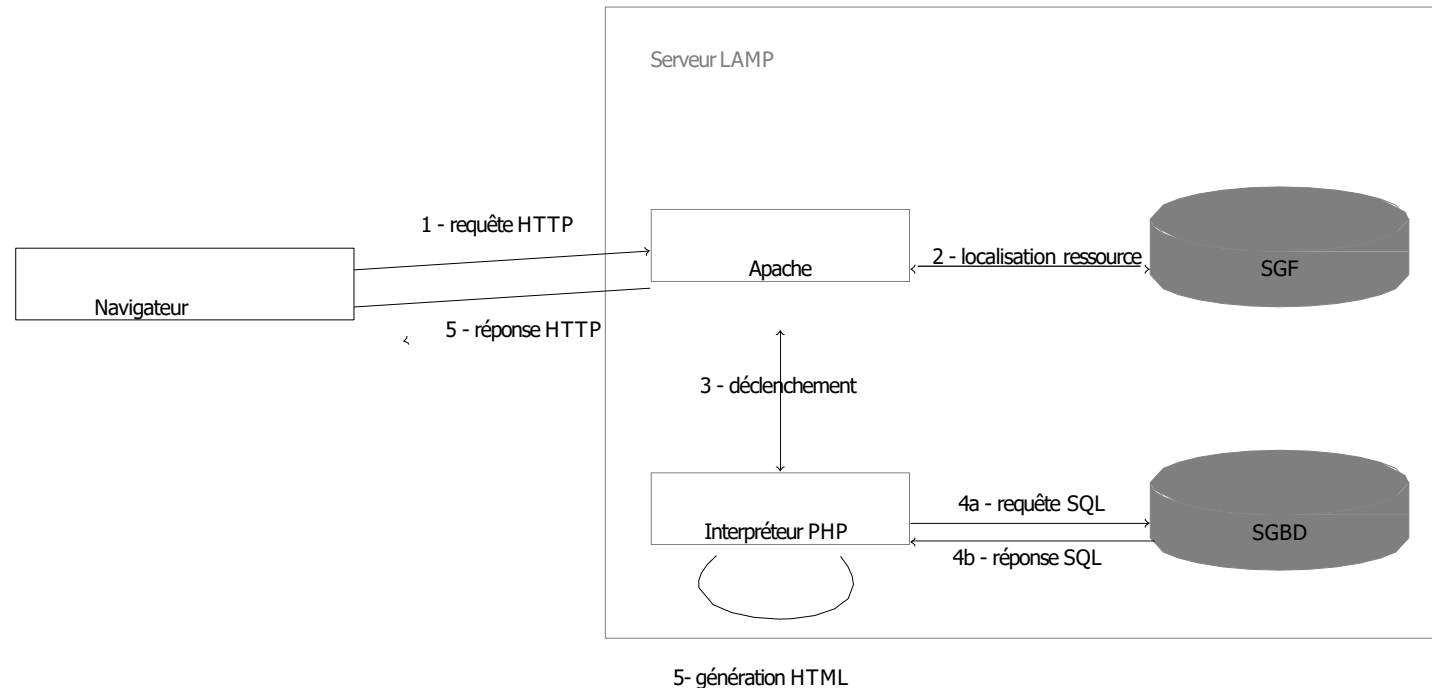 Serveur LAMP
1 - requête HTTP
Apache
2 - localisation ressource
SGF
Navigateur
5 - réponse HTTP
3 - déclenchement
4a - requête SQL
Interpréteur PHP
SGBD
4b - réponse SQL
5- génération HTML